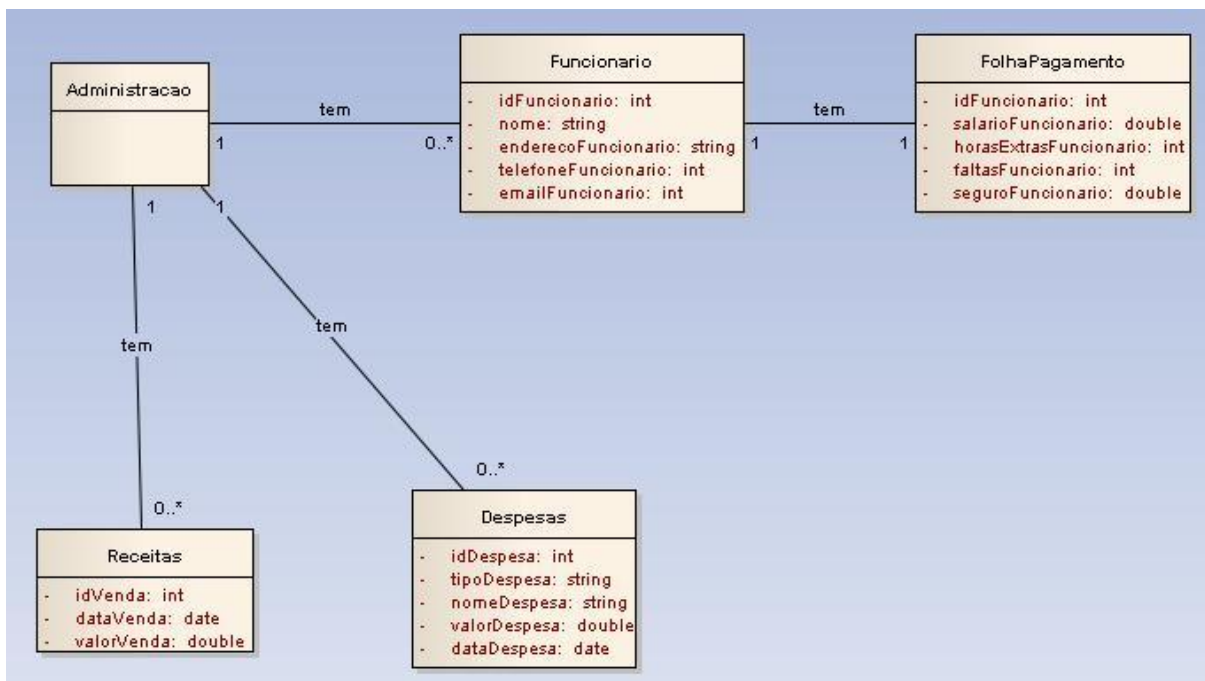 Administracao
tem
1
0..*
Funcionario
- idFuncionario: int
- nome: string
- enderecoFuncionario: string
- telefoneFuncionario: int
- emailFuncionario: int
tem
1
1
FolhaPagamento
- idFuncionario: int
- salarioFuncionario: double
- horasExtrasFuncionario: int
- faltasFuncionario: int
- seguroFuncionario: double
1
1
tem
tem
0..*
0..*
Receitas
- idVenda: int
- dataVenda: date
- valorVenda: double
Despesas
- idDespesa: int
- tipoDespesa: string
- nomeDespesa: string
- valorDespesa: double
- dataDespesa: date